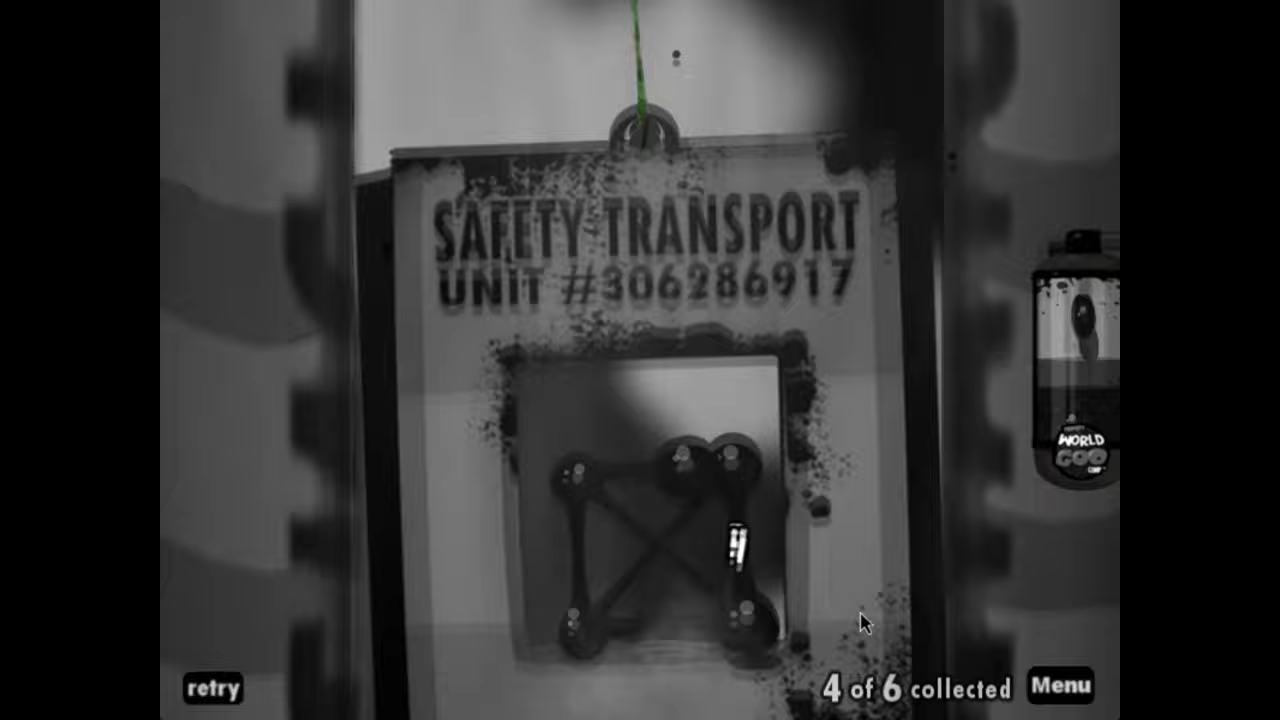 SAFETY TRANSPORT
UNIT #306286917
WORLD
GOO
retry
4 of 6 collected
Menu